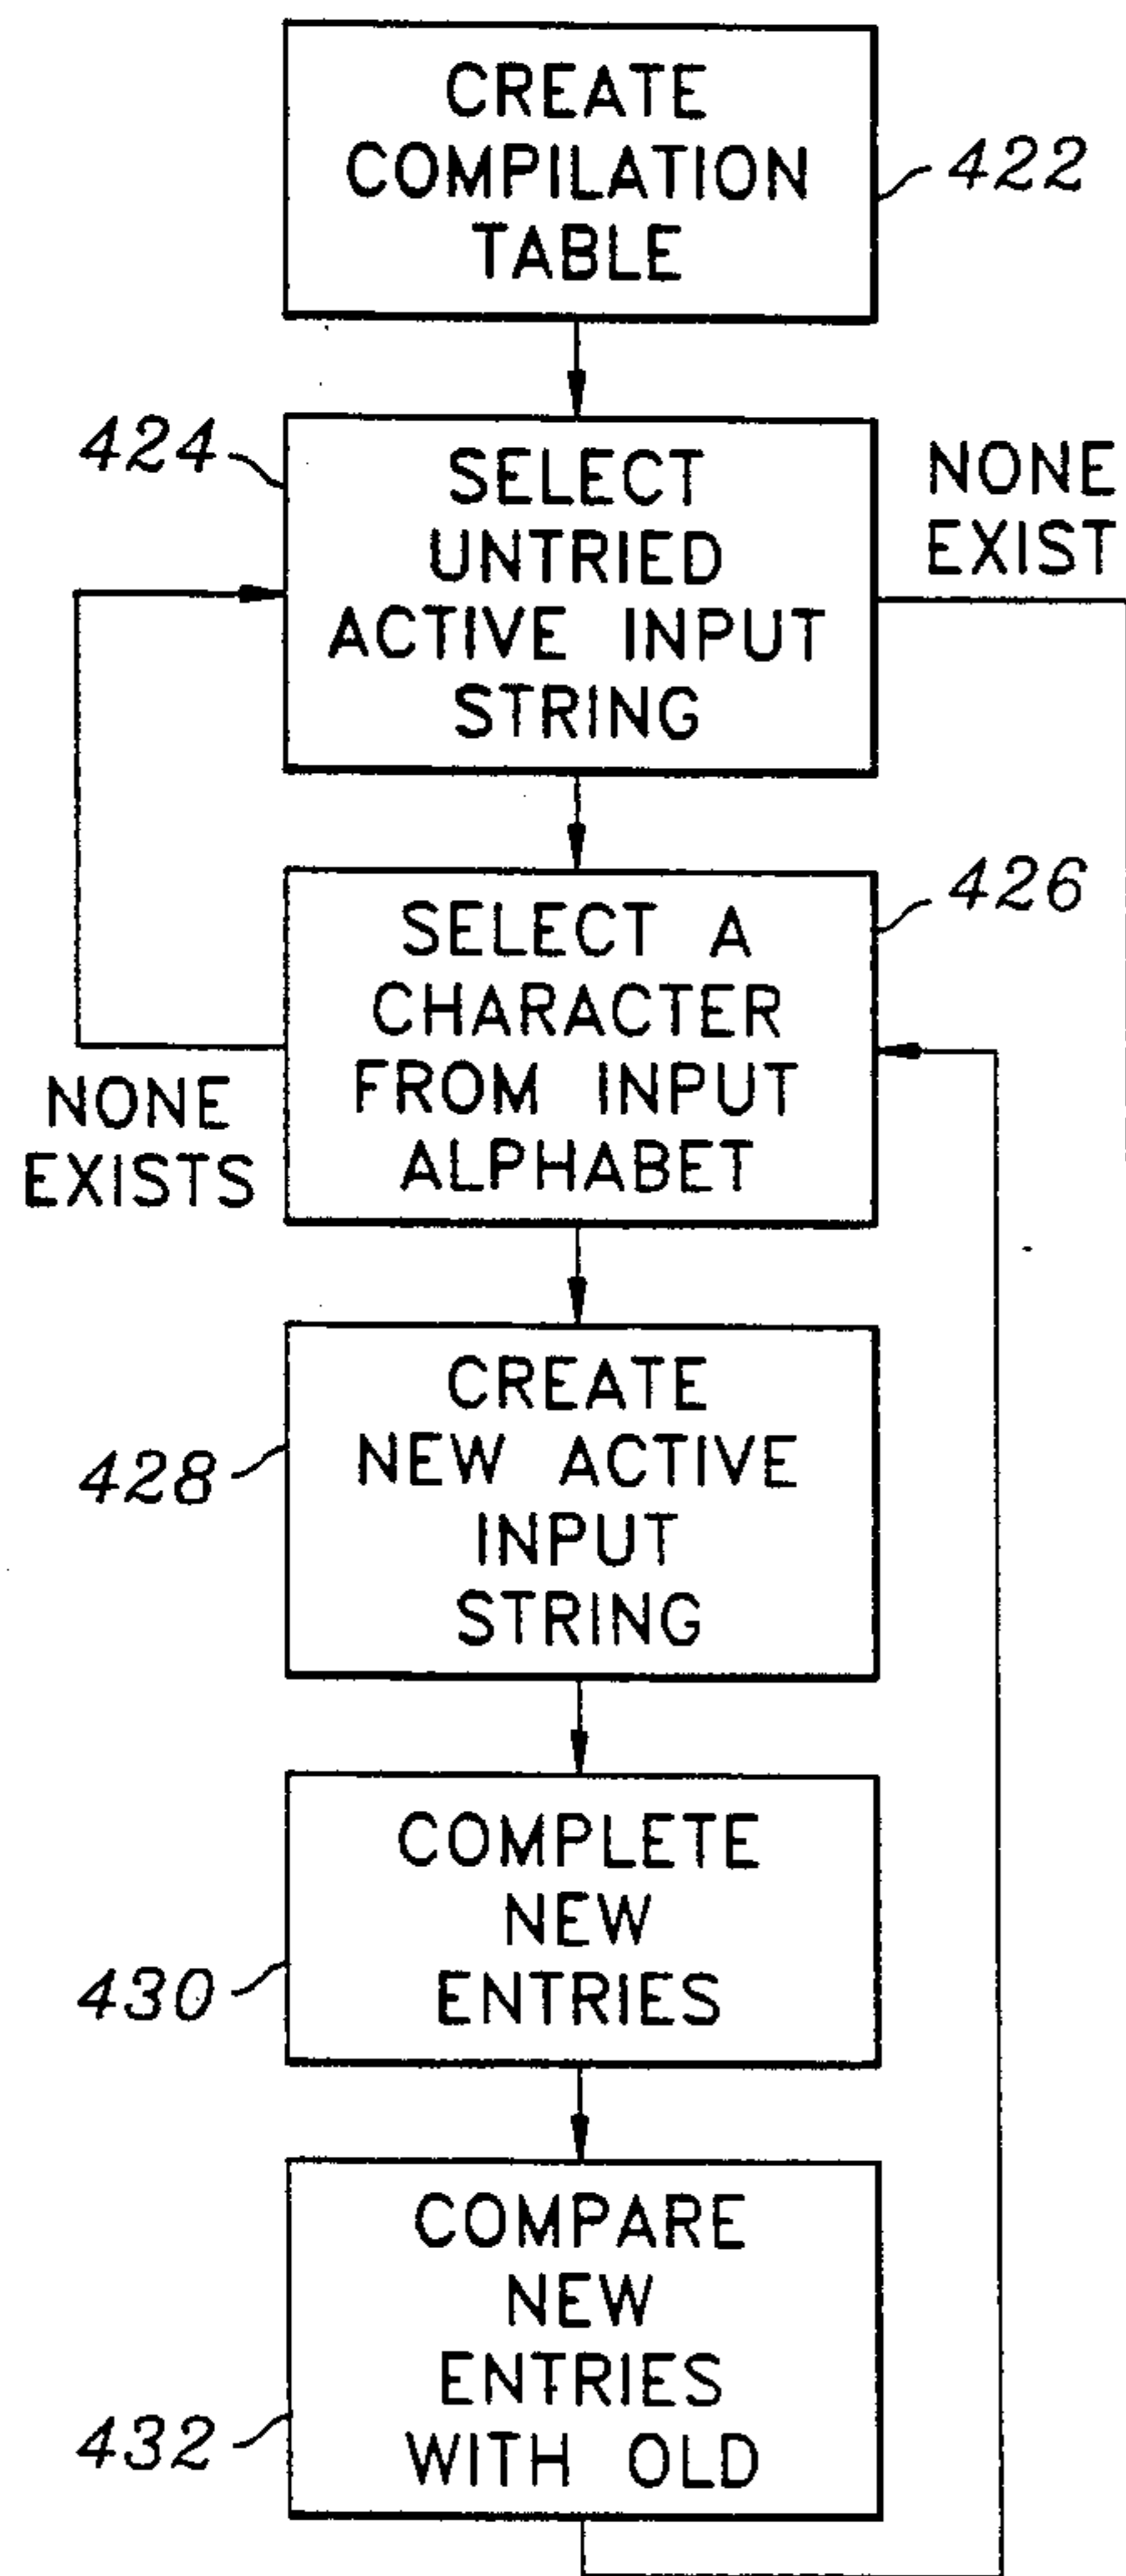 CREATE
COMPILATION
TABLE
422
424
SELECT
UNTRIED
ACTIVE INPUT
STRING
NONE
EXIST
426
SELECT A
CHARACTER
FROM INPUT
ALPHABET
NONE
EXISTS
CREATE
NEW ACTIVE
INPUT
STRING
428
COMPLETE
NEW
ENTRIES
430
COMPARE
NEW
ENTRIES
WITH OLD
432